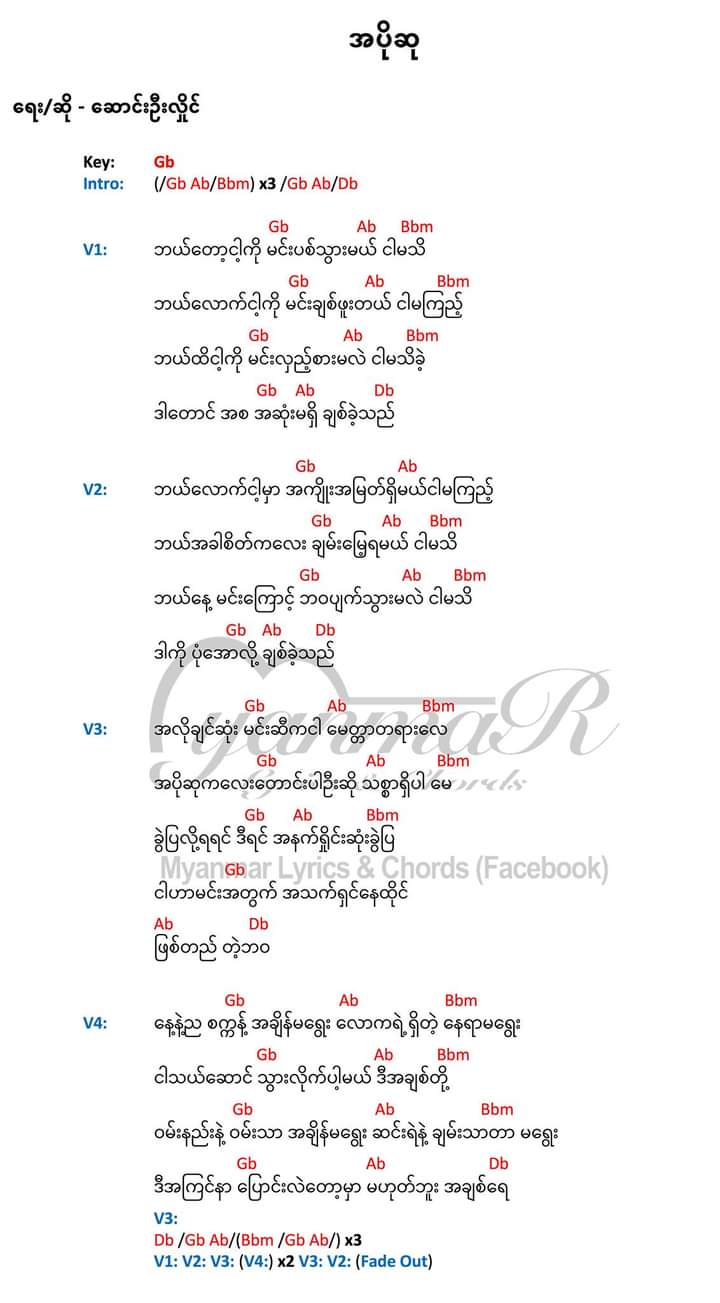 အပိုဆု
ရေး/ဆို - ဆောင်းဦးလှိုင်
Key: Gb
Intro: (/Gb Ab/Bbm) x3 /Gb Ab/Db
Gb Ab Bbm
V1: ဘယ်တော့ငါ့ကို မင်းပစ်သွားမယ် ငါမသိ
Gb Ab Bbm
ဘယ်လောက်ငါ့ကို မင်းချစ်ဖူးတယ် ငါမကြည့်
Gb Ab Bbm
ဘယ်ထိငါ့ကို မင်းလှည့်စားမလဲ ငါမသိခဲ့
Gb Ab Db
ဒါတောင် အစ အဆုံးမရှိ ချစ်ခဲ့သည်
Gb Ab
V2: ဘယ်လောက်ငါ့မှာ အကျိုးအမြတ်ရှိမယ်ငါမကြည့်
Gb Ab Bbm
ဘယ်အခါစိတ်ကလေး ချမ်းမြေ့ရမယ် ငါမသိ
Gb Ab Bbm
ဘယ်နေ့ မင်းကြောင့် ဘဝပျက်သွားမလဲ ငါမသိ
Gb Ab Db
ဒါကို ပုံအောလို့ ချစ်ခဲ့သည်
Gb Ab Bbm
V3: အလိုချင်ဆုံး မင်းဆီကငါ မေတ္တာတရားလေ
Gb Ab Bbm
အပိုဆုကလေးတောင်းပါဦးဆို သစ္စာရှိပါ မေ
Gb Ab Bbm
ခွဲပြလို့ရရင် ဒီရင် အနက်ရှိုင်းဆုံးခွဲပြ
Myanmar Lyrics & Chords (Facebook)
Gb
ငါဟာမင်းအတွက် အသက်ရှင်နေထိုင်
Ab Db
ဖြစ်တည် တဲ့ဘဝ
Gb Ab Bbm
V4: နေ့နဲ့ည စက္ကန့် အချိန်မရွေး လောကရဲ့ရှိတဲ့ နေရာမရွေး
Gb Ab Bbm
ငါသယ်ဆောင် သွားလိုက်ပါ့မယ် ဒီအချစ်တို့
Gb Ab Bbm
ဝမ်းနည်းနဲ့ ဝမ်းသာ အချိန်မရွေး ဆင်းရဲနဲ့ ချမ်းသာတာ မရွေး
Gb Ab Db
ဒီအကြင်နာ ပြောင်းလဲတော့မှာ မဟုတ်ဘူး အချစ်ရေ
V3:
Db /Gb Ab/(Bbm /Gb Ab/) x3
V1: V2: V3: (V4:) x2 V3: V2: (Fade Out)